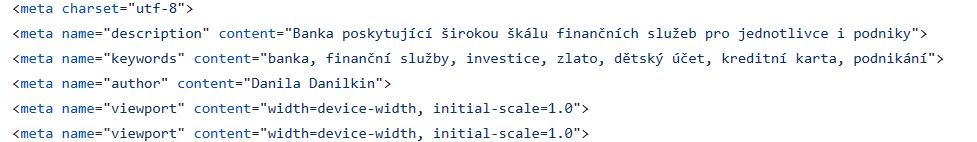 <meta charset="utf-8">
<meta name="description" content="Banka poskytující širokou škálu finančních služeb pro jednotlivce i podniky">
<meta name="keywords" content="banka, finanční služby, investice, zlato, dětský účet, kreditní karta, podnikání">
<meta name="author" content="Danila Danilkin">
<meta name="viewport" content="width=device-width, initial-scale=1.0">
<meta name="viewport" content="width=device-width, initial-scale=1.0">